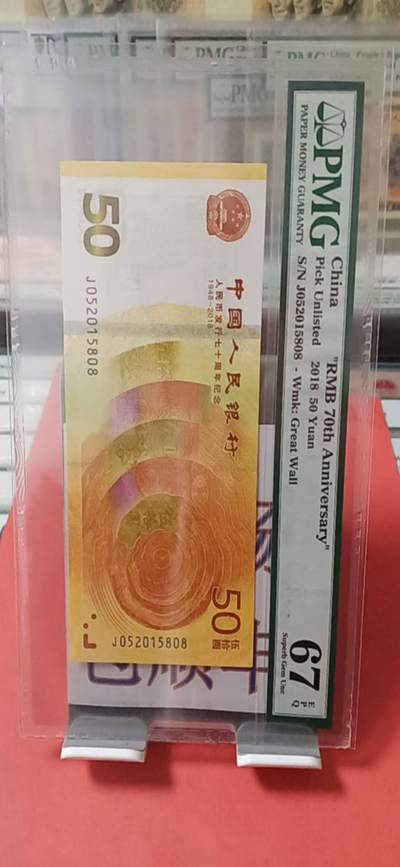 PMG
PAPER MONEY GUARANTY
China
Pick Unlisted 2018 50 Yuan
S/N J052015808 - Wmk: Great Wall
"RMB 70th Anniversary"
67
EPQ
Superb Gem Unc
中国人民银行
人民币发行七十周年纪念
1948-2018
50
J052015808
50
伍拾圆
J052015808